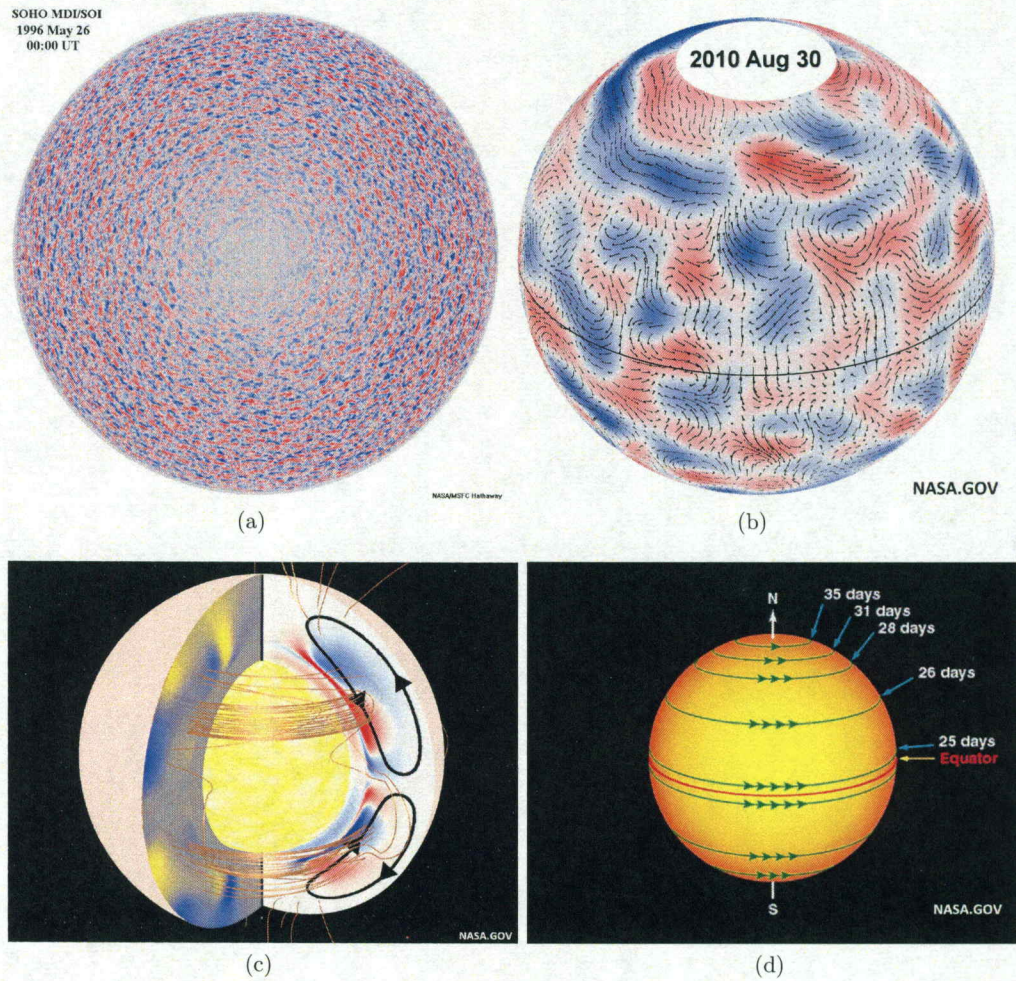 SOHO MDI/SOI
1996 May 26
00:00 UT
2010 Aug 30
NASA/MSFC Hathaway
NASA.GOV
(a)
(b)
N
35 days
31 days
28 days
26 days
25 days
Equator
S
NASA.GOV
NASA.GOV
(c)
(d)